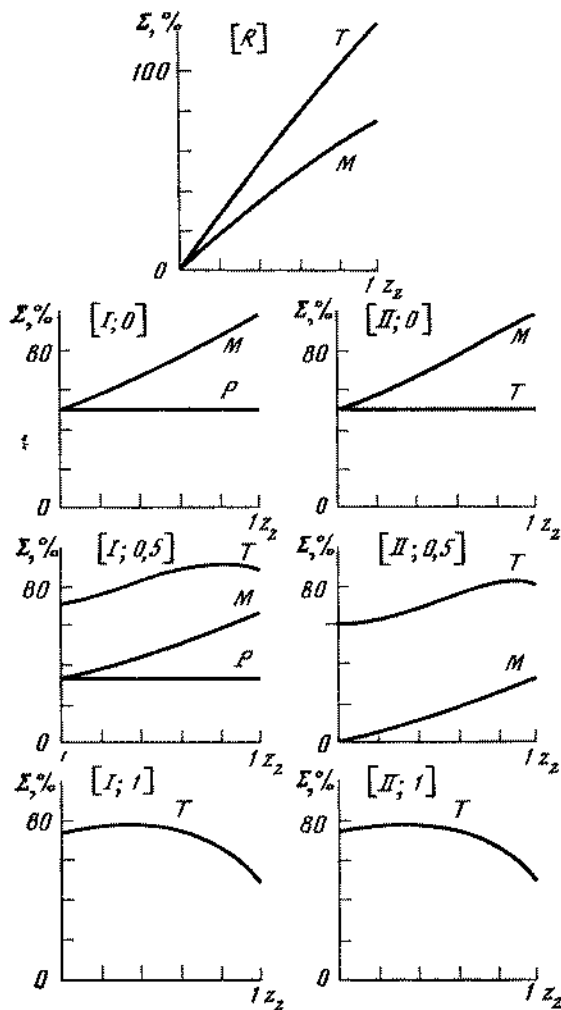 Σ, %
[R]
T
100
M
0
1 z₂
Σ, %
[I; 0]
80
M
P
0
1 z₂
Σ, %
[II; 0]
80
M
T
0
1 z₂
Σ, %
[I; 0,5]
T
80
M
P
0
1 z₂
Σ, %
[II; 0,5]
T
80
M
0
1 z₂
Σ, %
[I; 1]
80
T
0
1 z₂
Σ, %
[II; 1]
80
T
0
1 z₂